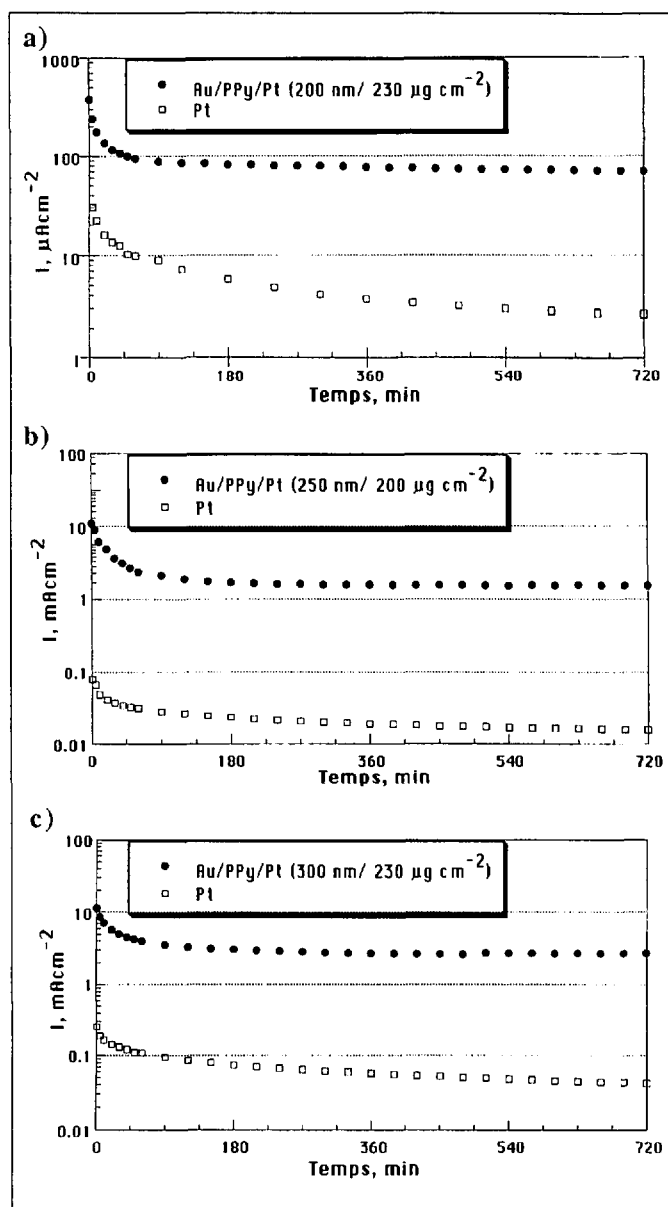 a)
1000
100
10
1
I, µAcm-2
Au/PPy/Pt (200 nm/ 230 µg cm-2)
Pt
0 180 360 540 720
Temps, min
b)
100
10
1
0.1
0.01
I, mAcm-2
Au/PPy/Pt (250 nm/ 200 µg cm-2)
Pt
0 180 360 540 720
Temps, min
c)
100
10
1
0.1
0.01
I, mAcm-2
Au/PPy/Pt (300 nm/ 230 µg cm-2)
Pt
0 180 360 540 720
Temps, min